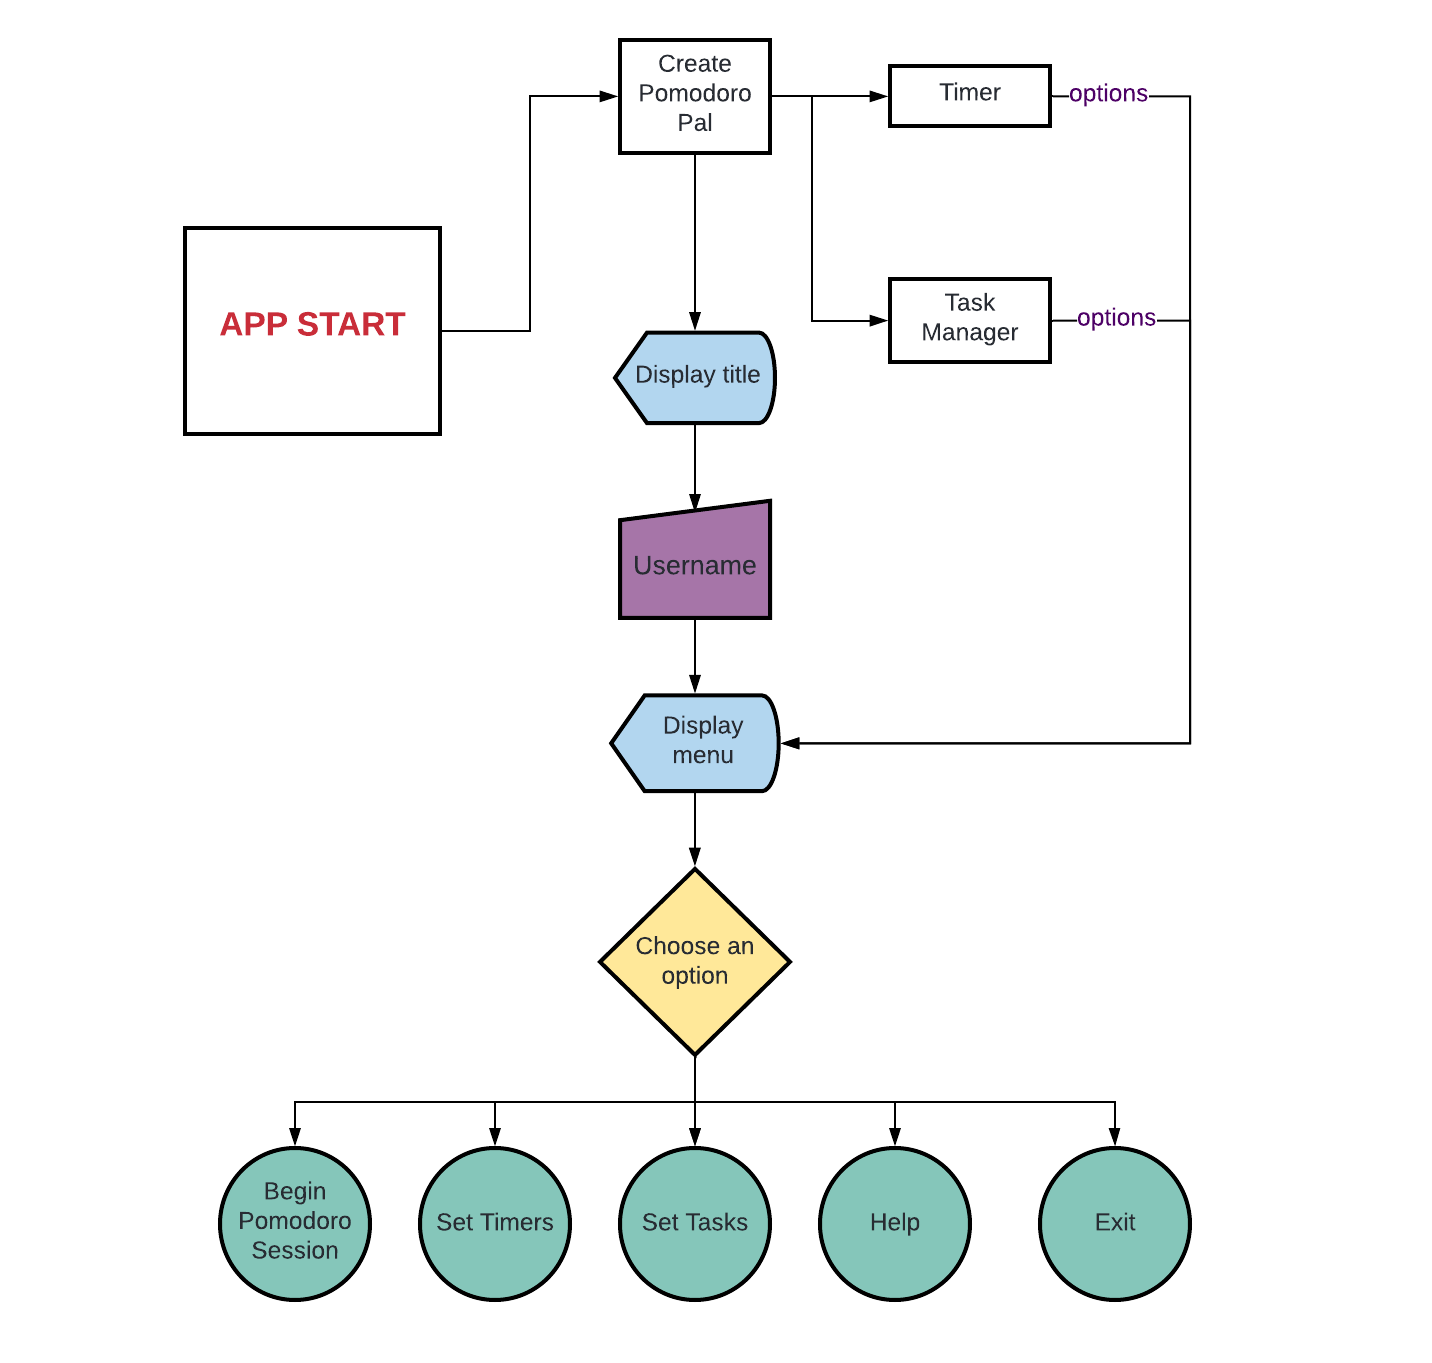 Create
Pomodoro
Pal
Timer
options
APP START
Task
Manager
options
Display title
Username
Display
menu
Choose an
option
Begin
Pomodoro
Session
Set Timers
Set Tasks
Help
Exit